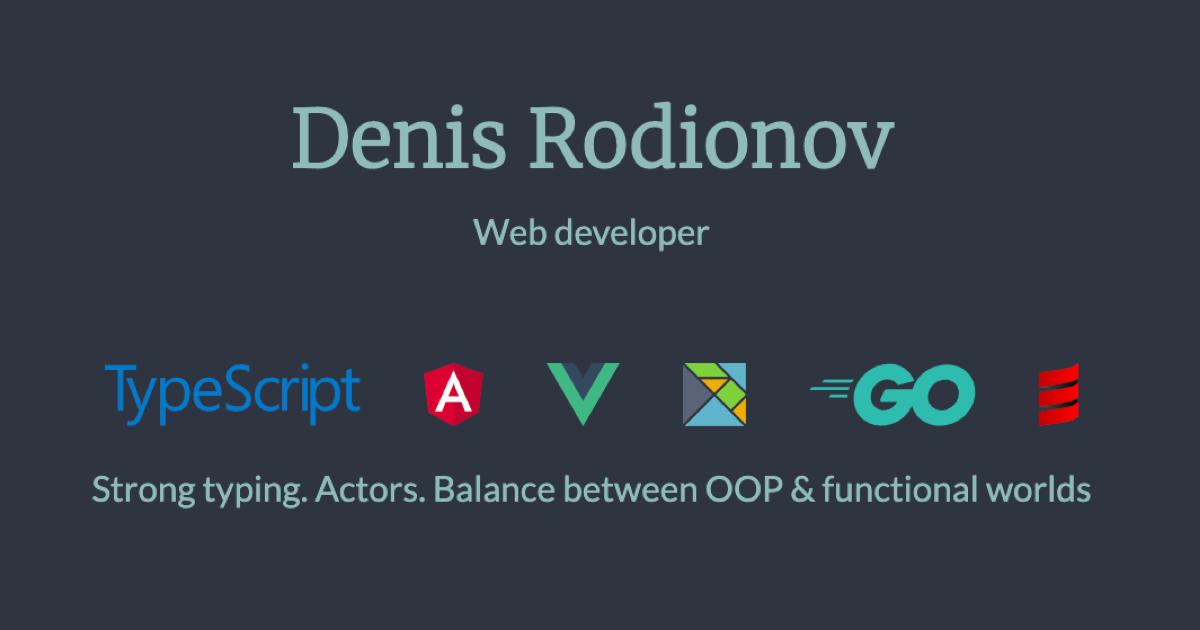 Denis Rodionov
Web developer
TypeScript A GO
Strong typing. Actors. Balance between OOP & functional worlds